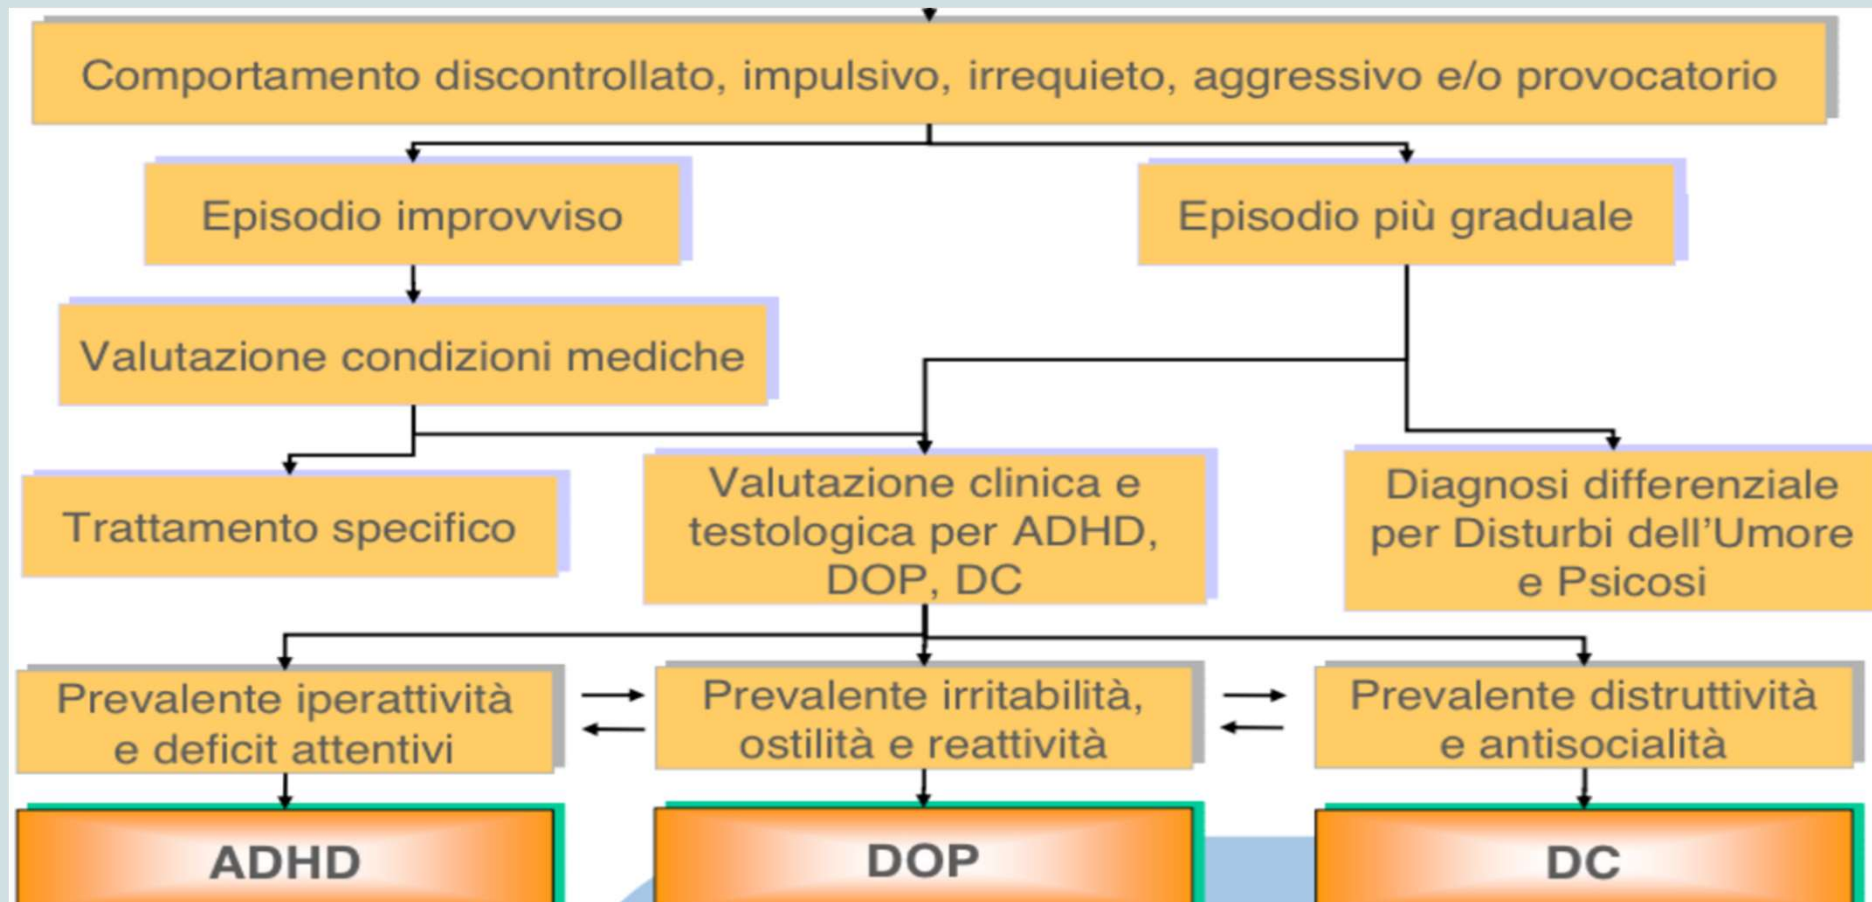 Comportamento discontrollato, impulsivo, irrequieto, aggressivo e/o provocatorio
Episodio improvviso
Episodio più graduale
Valutazione condizioni mediche
Trattamento specifico
Valutazione clinica e
testologica per ADHD,
DOP, DC
Diagnosi differenziale
per Disturbi dell’Umore
e Psicosi
Prevalente iperattività
e deficit attentivi
Prevalente irritabilità,
ostilità e reattività
Prevalente distruttività
e antisocialità
ADHD
DOP
DC